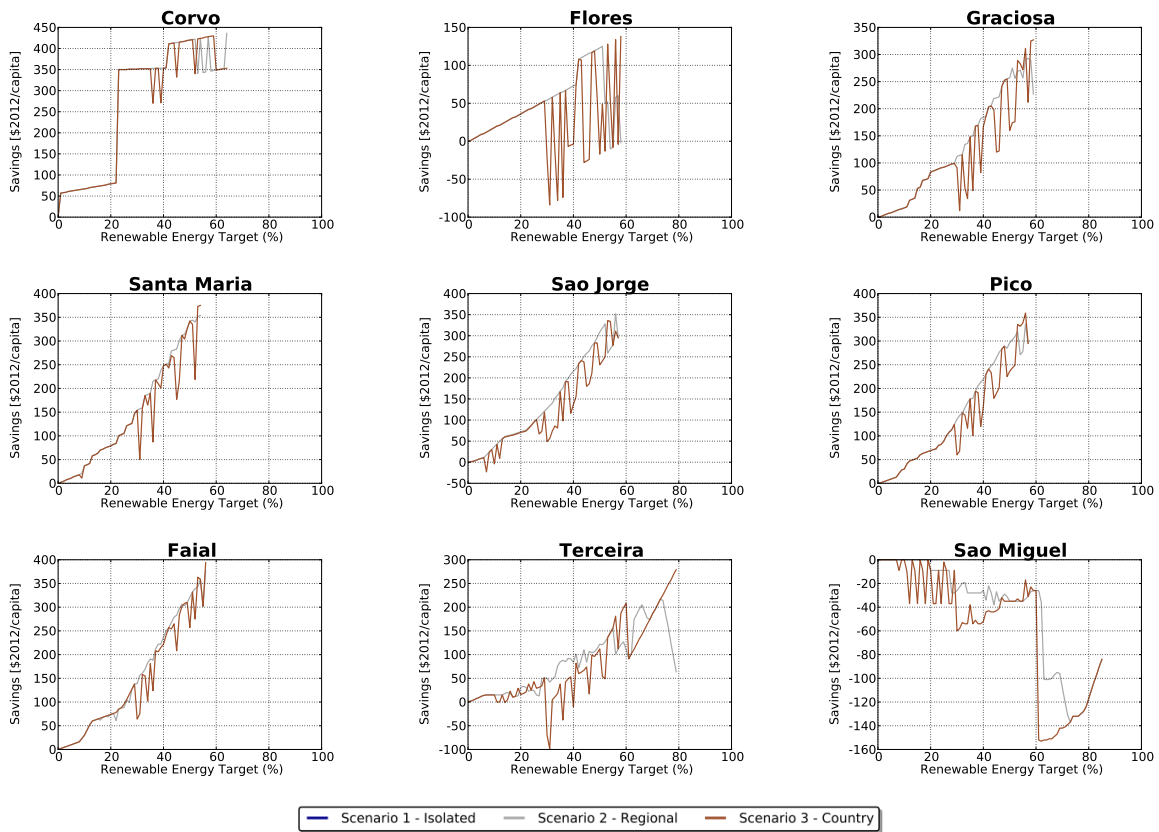 Corvo
Savings [$2012/capita]
450
400
350
300
250
200
150
100
50
0
0 20 40 60 80 100
Renewable Energy Target (%)
Flores
Savings [$2012/capita]
150
100
50
0
-50
-100
0 20 40 60 80 100
Renewable Energy Target (%)
Graciosa
Savings [$2012/capita]
350
300
250
200
150
100
50
0
0 20 40 60 80 100
Renewable Energy Target (%)
Santa Maria
Savings [$2012/capita]
400
350
300
250
200
150
100
50
0
0 20 40 60 80 100
Renewable Energy Target (%)
Sao Jorge
Savings [$2012/capita]
400
350
300
250
200
150
100
50
0
-50
0 20 40 60 80 100
Renewable Energy Target (%)
Pico
Savings [$2012/capita]
400
350
300
250
200
150
100
50
0
0 20 40 60 80 100
Renewable Energy Target (%)
Faial
Savings [$2012/capita]
400
350
300
250
200
150
100
50
0
0 20 40 60 80 100
Renewable Energy Target (%)
Terceira
Savings [$2012/capita]
300
250
200
150
100
50
0
-50
-100
0 20 40 60 80 100
Renewable Energy Target (%)
Sao Miguel
Savings [$2012/capita]
0
-20
-40
-60
-80
-100
-120
-140
-160
0 20 40 60 80 100
Renewable Energy Target (%)
Scenario 1 - Isolated Scenario 2 - Regional Scenario 3 - Country